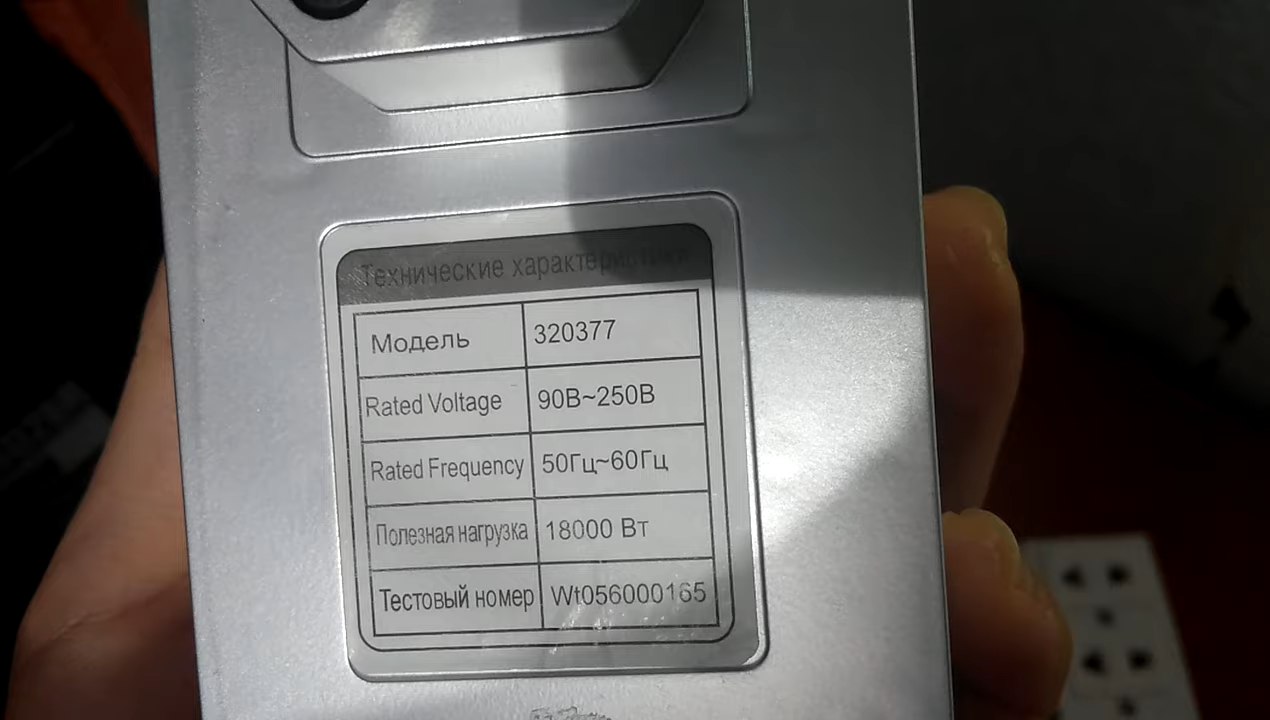 Технические характеристики
Модель 320377
Rated Voltage 90В~250В
Rated Frequency 50Гц~60Гц
Полезная нагрузка 18000 Вт
Тестовый номер Wt056000165